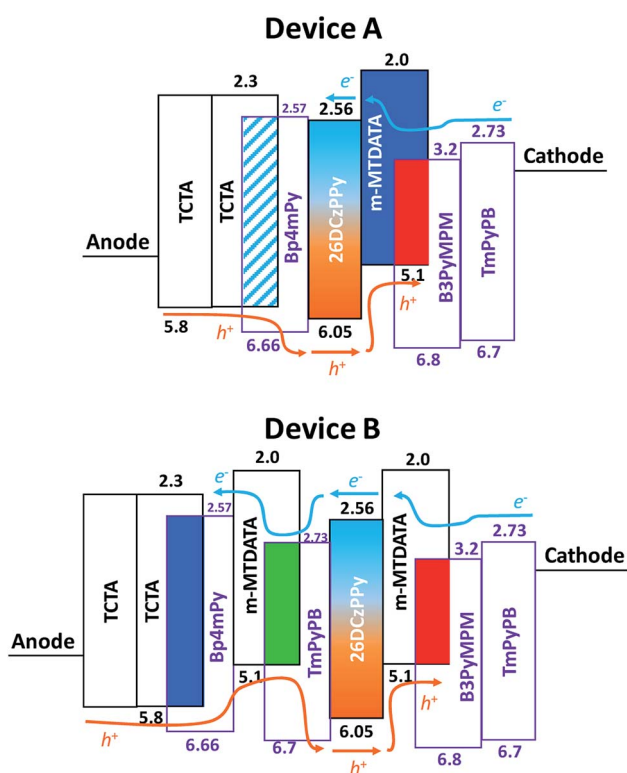 Device A
2.0
2.3
e-
e-
2.57
2.56
2.73
3.2
Cathode
TCTA
TCTA
Bp4mPy
26DCzPPy
m-MTDATA
B3PyMPM
TmPyPB
Anode
5.1
5.8
h+
h+
6.66
6.05
h+
6.8
6.7
Device B
2.0
2.0
2.3
e-
e-
e-
2.57
2.56
2.73
2.73
3.2
Cathode
TCTA
TCTA
Bp4mPy
m-MTDATA
TmPyPB
26DCzPPy
m-MTDATA
B3PyMPM
TmPyPB
Anode
5.1
5.1
5.8
h+
h+
6.66
6.7
6.05
h+
6.8
6.7